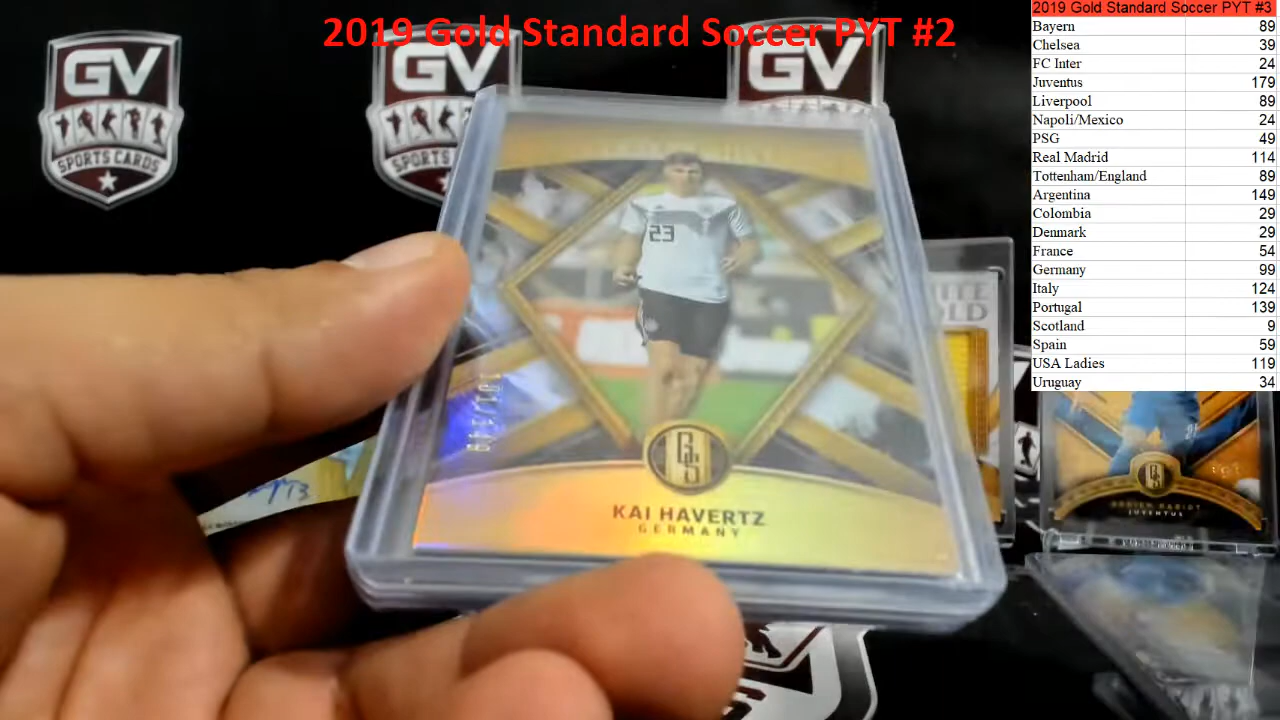 2019 Gold Standard Soccer PYT #2
2019 Gold Standard Soccer PYT #3
Bayern 89
Chelsea 39
FC Inter 24
Juventus 179
Liverpool 89
Napoli/Mexico 24
PSG 49
Real Madrid 114
Tottenham/England 89
Argentina 149
Colombia 29
Denmark 29
France 54
Germany 99
Italy 124
Portugal 139
Scotland 9
Spain 59
USA Ladies 119
Uruguay 34
GV
SPORTS CARDS
GV
SPORTS
GV
23
GS
KAI HAVERTZ
GERMANY
GS
JUVENTUS